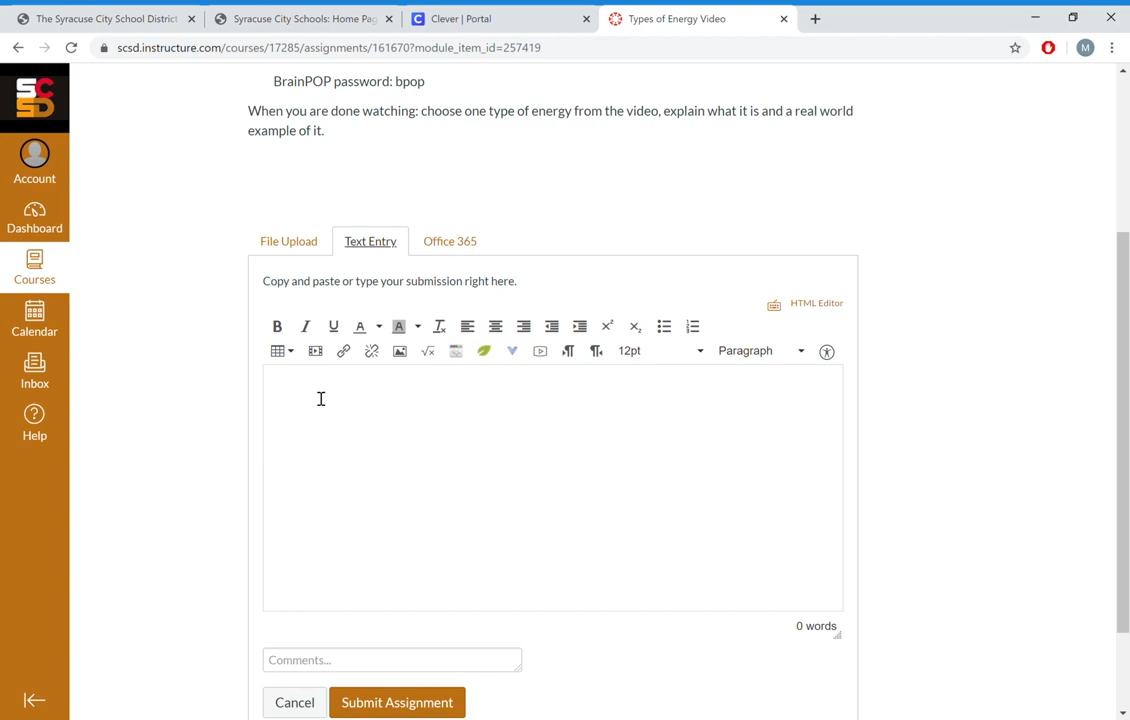 The Syracuse City School District
Syracuse City Schools: Home Pag
Clever | Portal
Types of Energy Video
scsd.instructure.com/courses/17285/assignments/161670?module_item_id=257419
M
BrainPOP password: bpop
When you are done watching: choose one type of energy from the video, explain what it is and a real world
example of it.
SC
SD
Account
Dashboard
Courses
Calendar
Inbox
Help
File Upload
Text Entry
Office 365
Copy and paste or type your submission right here.
HTML Editor
12pt
Paragraph
0 words
Comments...
Cancel
Submit Assignment